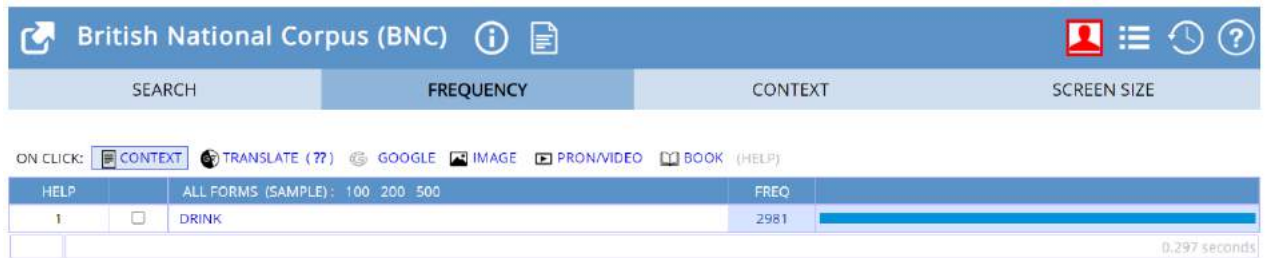 British National Corpus (BNC)
SEARCH FREQUENCY CONTEXT SCREEN SIZE
ON CLICK: CONTEXT TRANSLATE (??) GOOGLE IMAGE PRON/VIDEO BOOK (HELP)
HELP ALL FORMS (SAMPLE): 100 200 500 FREQ
1 DRINK 2981
0.297 seconds